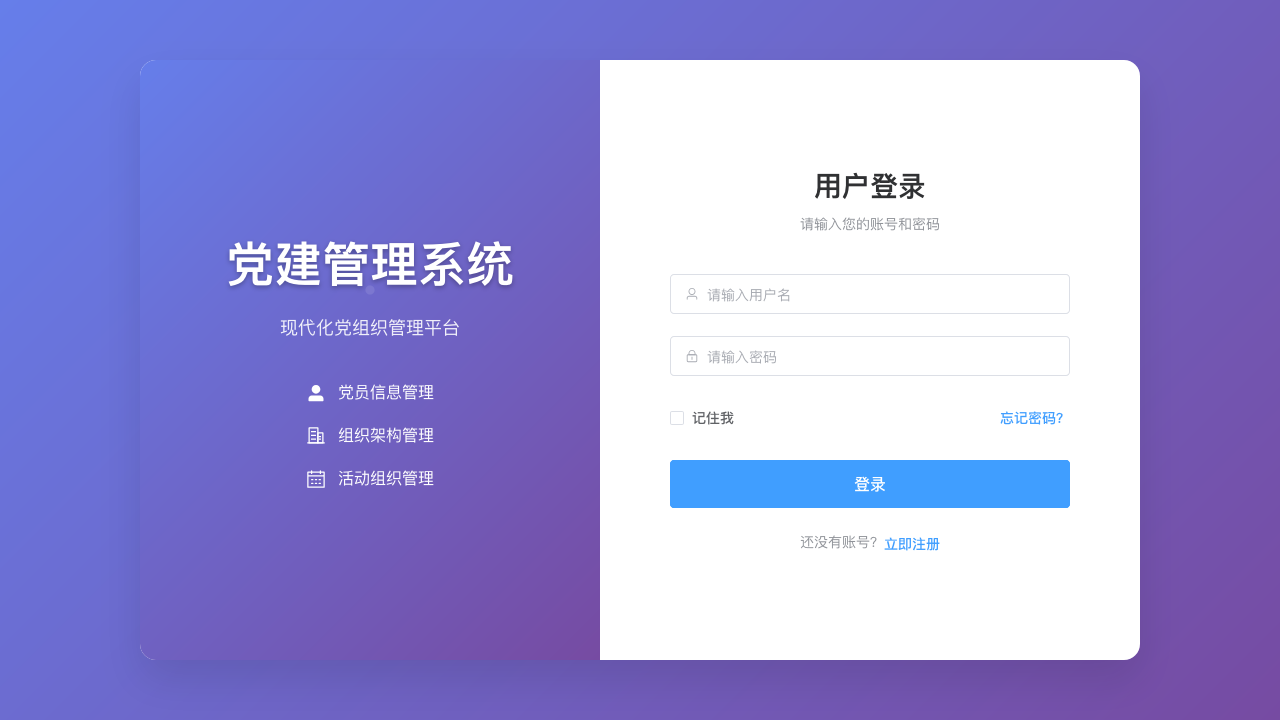 党建管理系统
现代化党组织管理平台
党员信息管理
组织架构管理
活动组织管理
用户登录
请输入您的账号和密码
请输入用户名
请输入密码
记住我 忘记密码?
登录
还没有账号? 立即注册